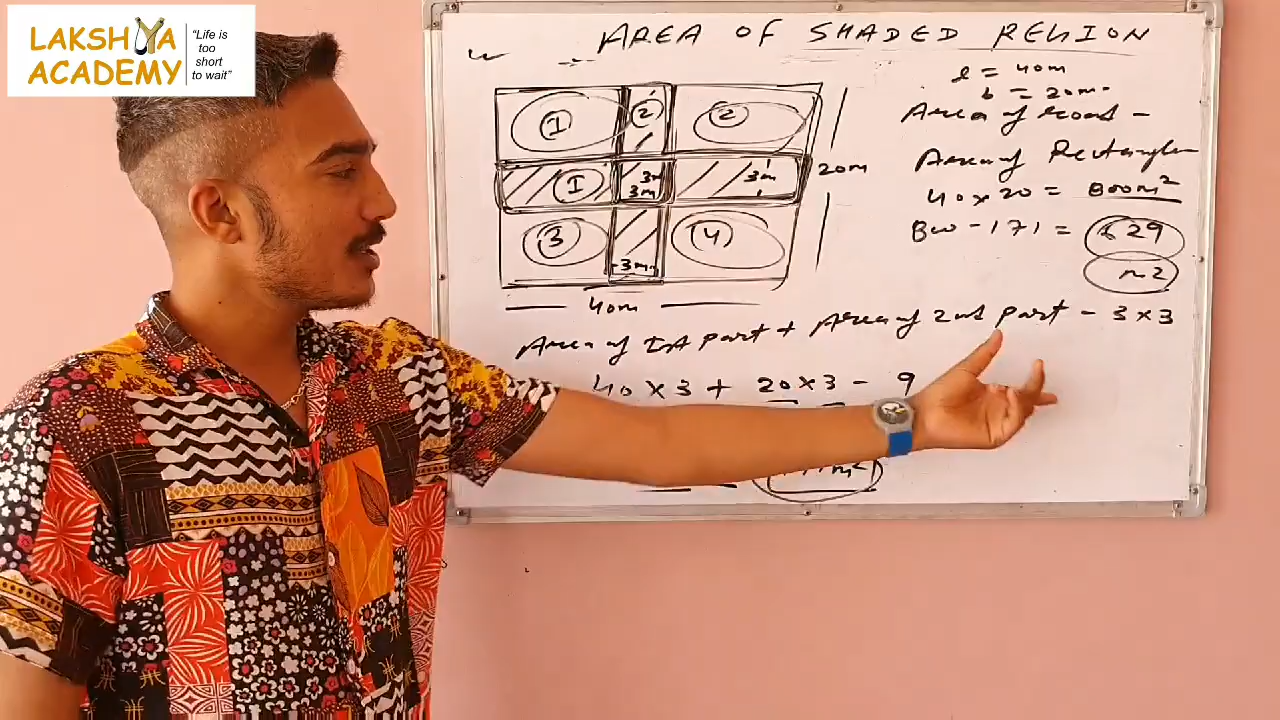 LAKSHYA
ACADEMY
"Life is
too
short
to wait"
AREA OF SHADED REGION
l = 40m
b = 20m
Area of road -
Area of Rectangle
40 x 20 = 800m²
800 - 171 = 629
m2
1 2 2
I 3m 3m 3m
3 4
3m
20m
40m
Area of Ist part + Area of 2nd part - 3 x 3
40 x 3 + 20 x 3 - 9
m²